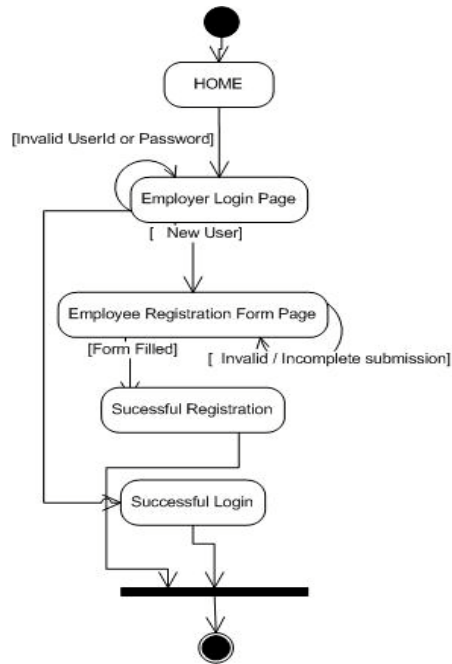 HOME
[Invalid UserId or Password]
Employer Login Page
[ New User]
Employee Registration Form Page
[Form Filled]
[ Invalid / Incomplete submission]
Sucessful Registration
Successful Login